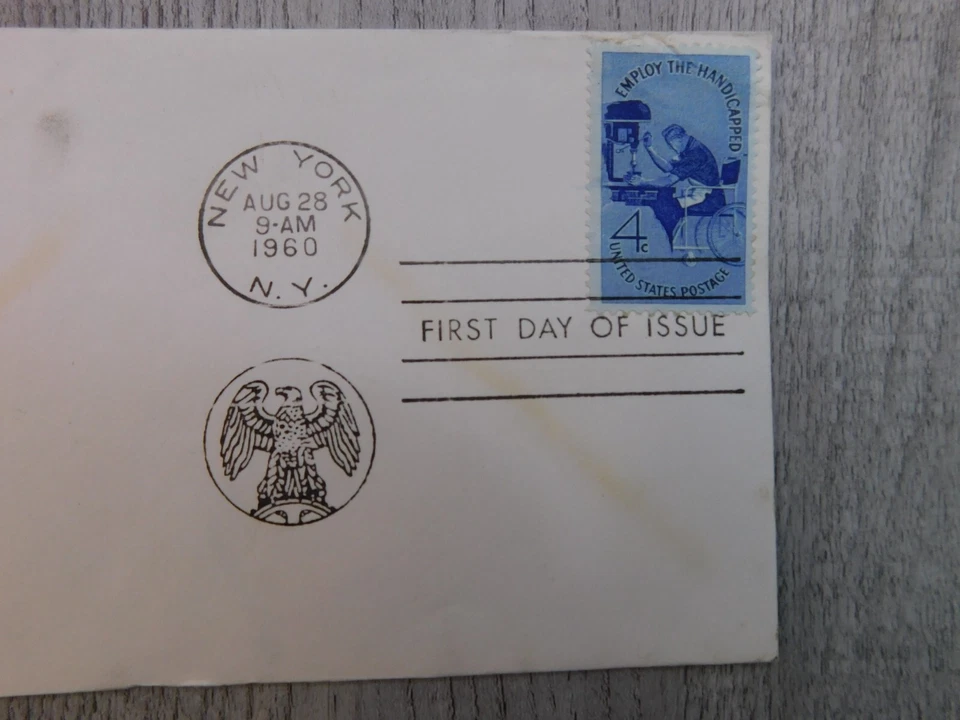 NEW YORK
AUG 28
9-AM
1960
N.Y.
EMPLOY THE HANDICAPPED
4c
UNITED STATES POSTAGE
FIRST DAY OF ISSUE